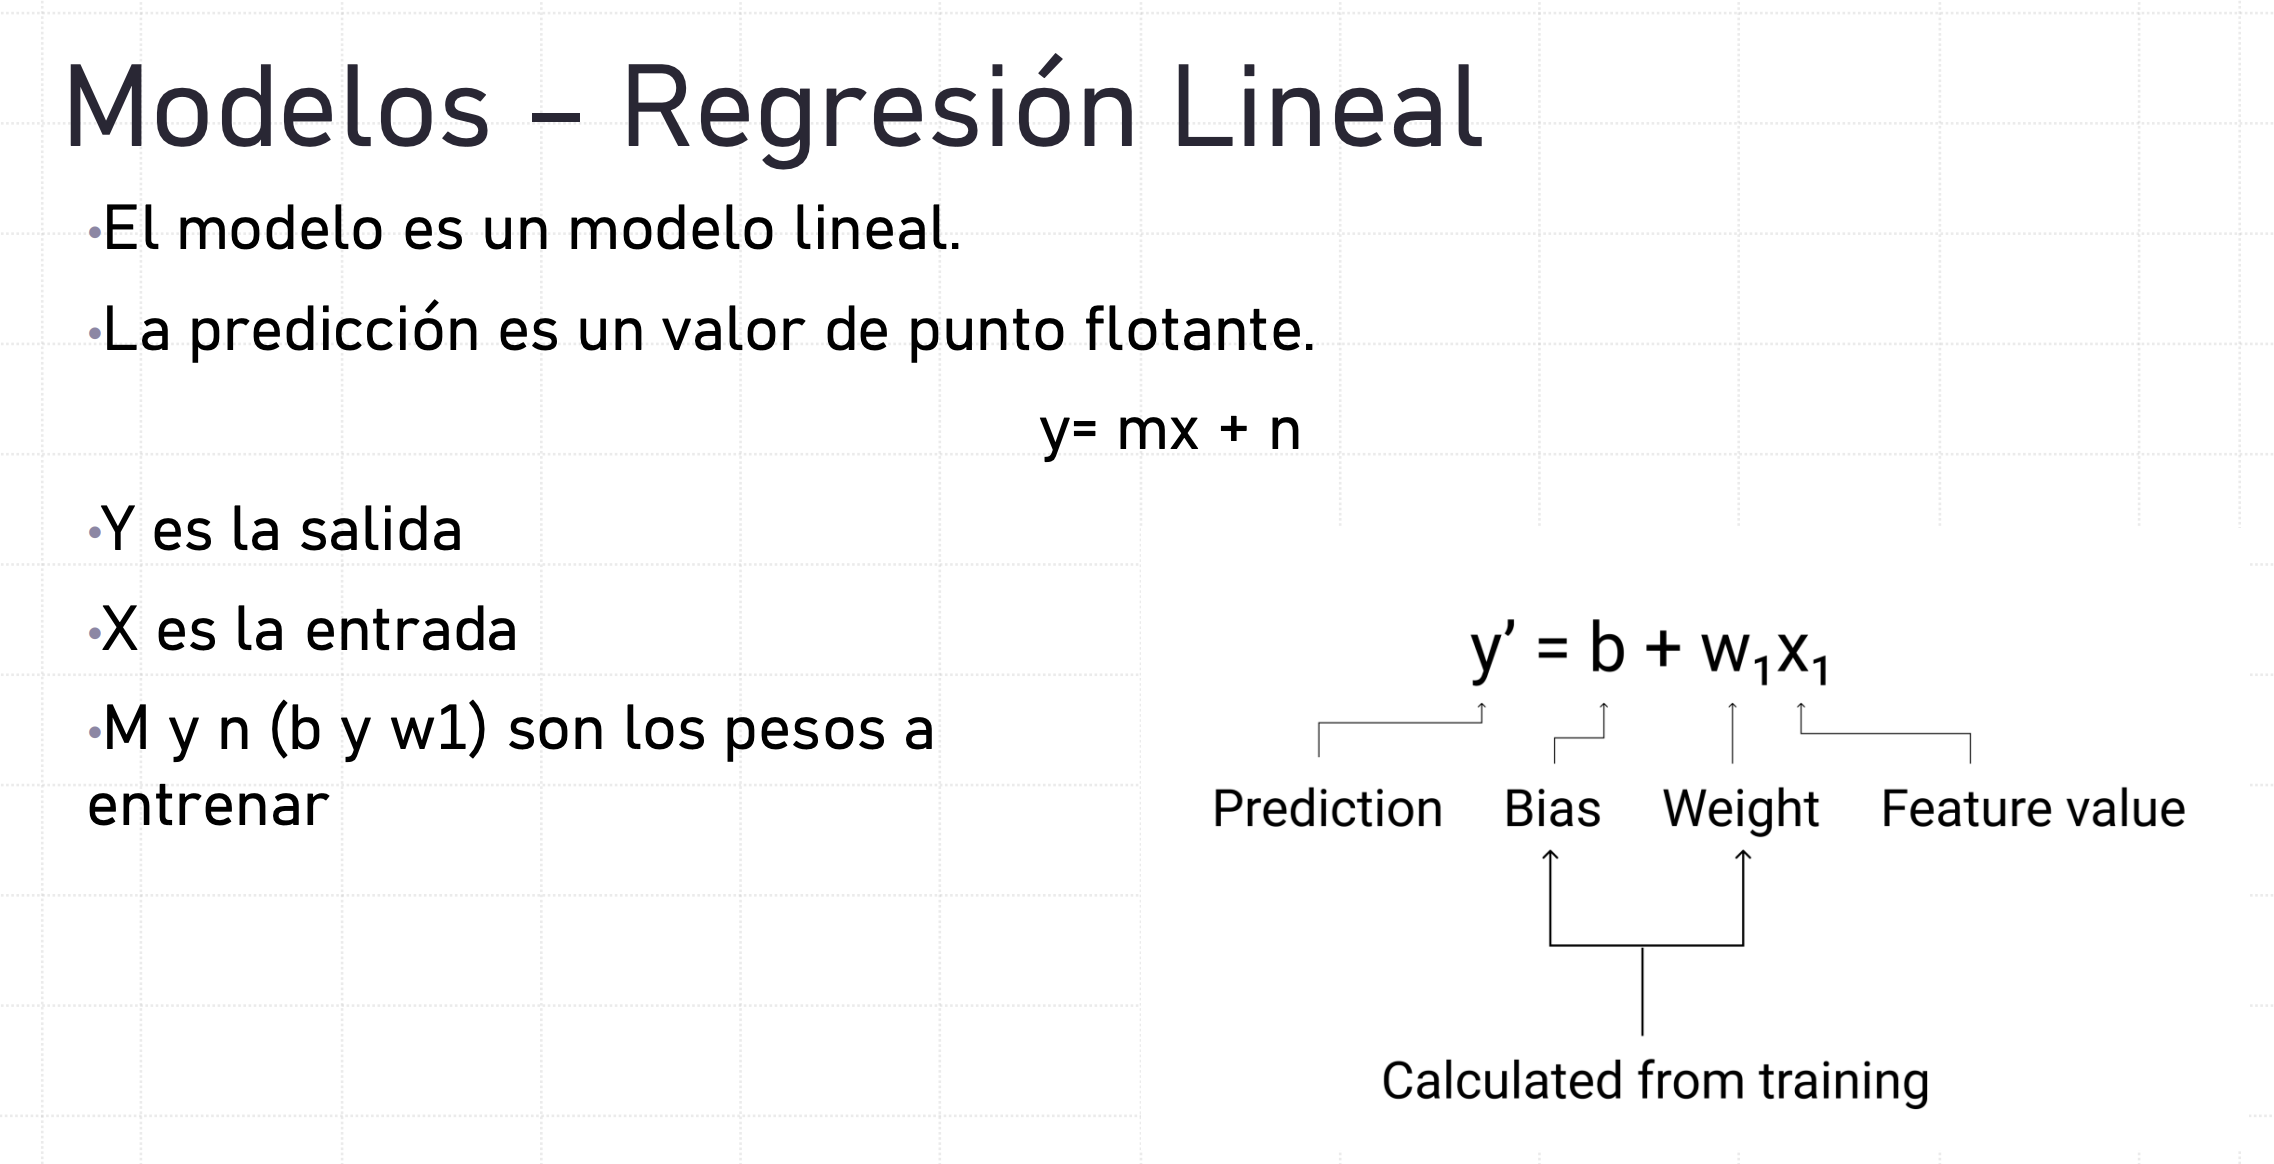 Modelos – Regresión Lineal
•El modelo es un modelo lineal.
•La predicción es un valor de punto flotante.
y= mx + n
•Y es la salida
•X es la entrada
•M y n (b y w1) son los pesos a
entrenar
y’ = b + w₁x₁
Prediction Bias Weight Feature value
Calculated from training